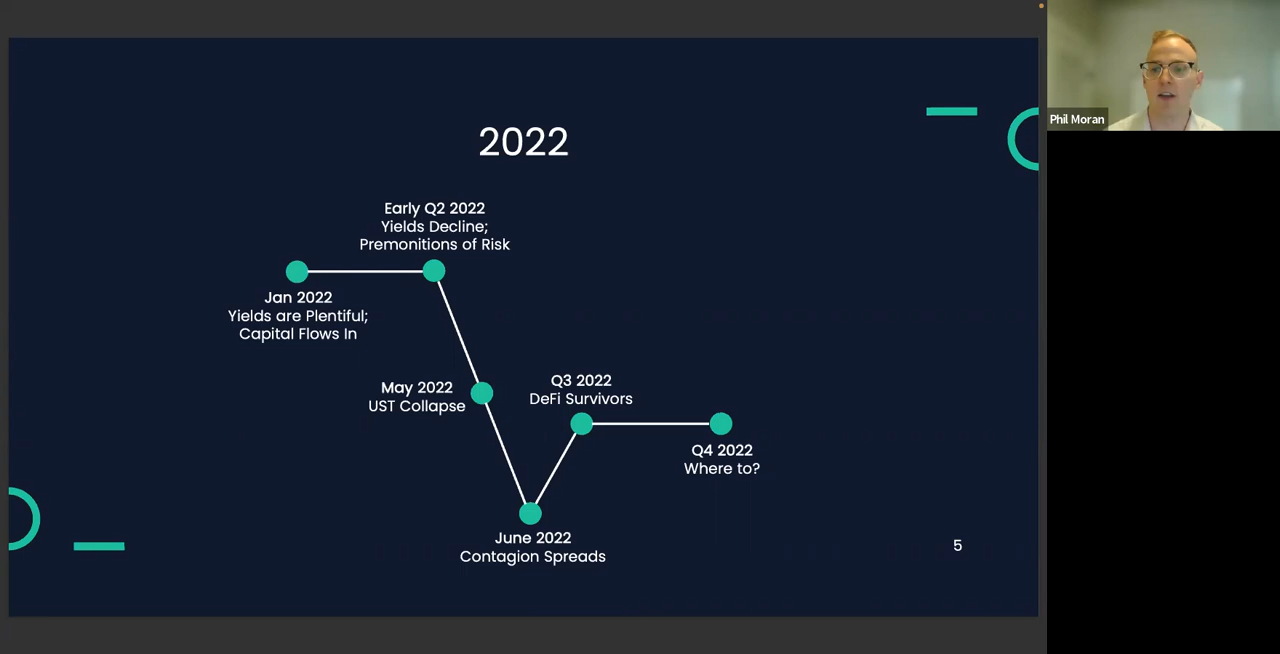 2022
Early Q2 2022
Yields Decline;
Premonitions of Risk
Jan 2022
Yields are Plentiful;
Capital Flows In
May 2022
UST Collapse
Q3 2022
DeFi Survivors
Q4 2022
Where to?
June 2022
Contagion Spreads
5
Phil Moran